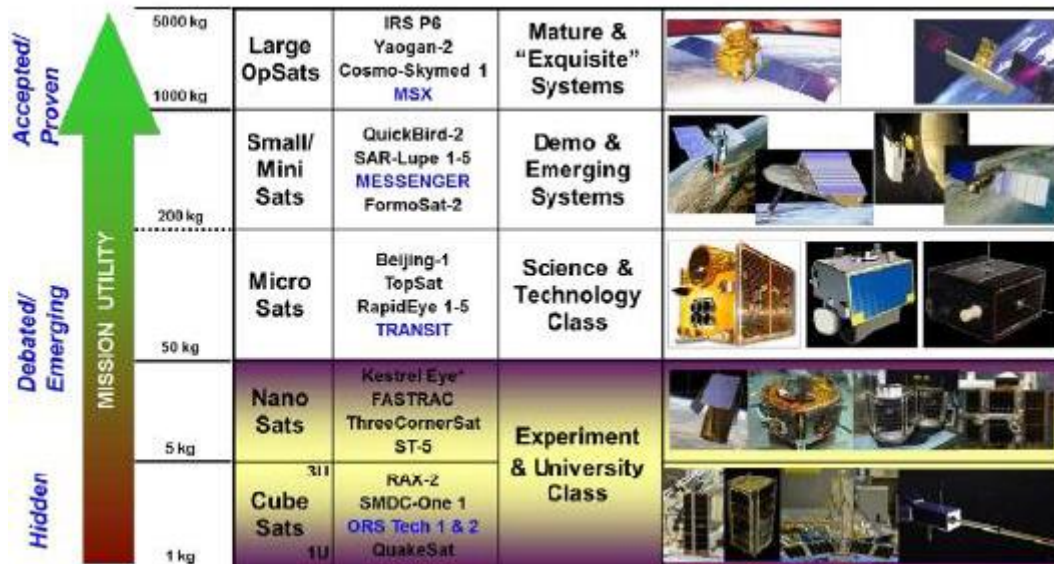 Accepted/
Proven
Debated/
Emerging
Hidden
MISSION UTILITY
5000 kg
1000 kg
200 kg
50 kg
5 kg
1 kg
Large
OpSats
IRS P6
Yaogan-2
Cosmo-Skymed 1
MSX
Mature &
“Exquisite”
Systems
Small/
Mini
Sats
QuickBird-2
SAR-Lupe 1-5
MESSENGER
FormoSat-2
Demo &
Emerging
Systems
Micro
Sats
Beijing-1
TopSat
RapidEye 1-5
TRANSIT
Science &
Technology
Class
Nano
Sats
Kestrel Eye*
FASTRAC
ThreeCornerSat
ST-5
Experiment
& University
Class
3U
Cube
Sats
1U
RAX-2
SMDC-One 1
ORS Tech 1 & 2
QuakeSat